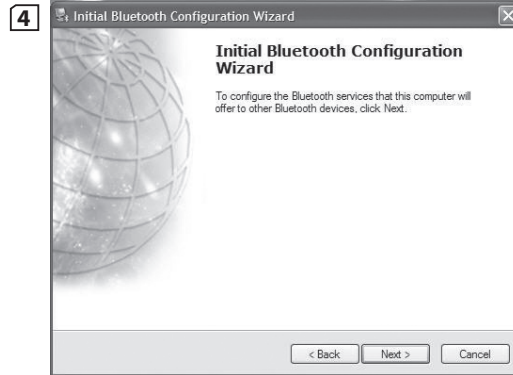 4
Initial Bluetooth Configuration Wizard
Initial Bluetooth Configuration
Wizard
To configure the Bluetooth services that this computer will
offer to other Bluetooth devices, click Next.
< Back Next > Cancel